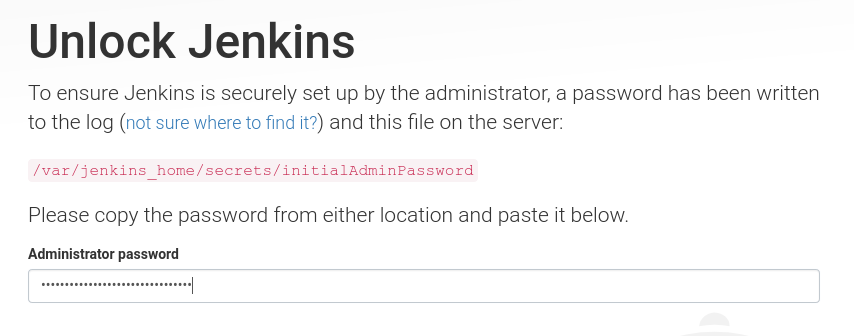 Unlock Jenkins
To ensure Jenkins is securely set up by the administrator, a password has been written
to the log (not sure where to find it?) and this file on the server:
/var/jenkins_home/secrets/initialAdminPassword
Please copy the password from either location and paste it below.
Administrator password
••••••••••••••••••••••••••••••••